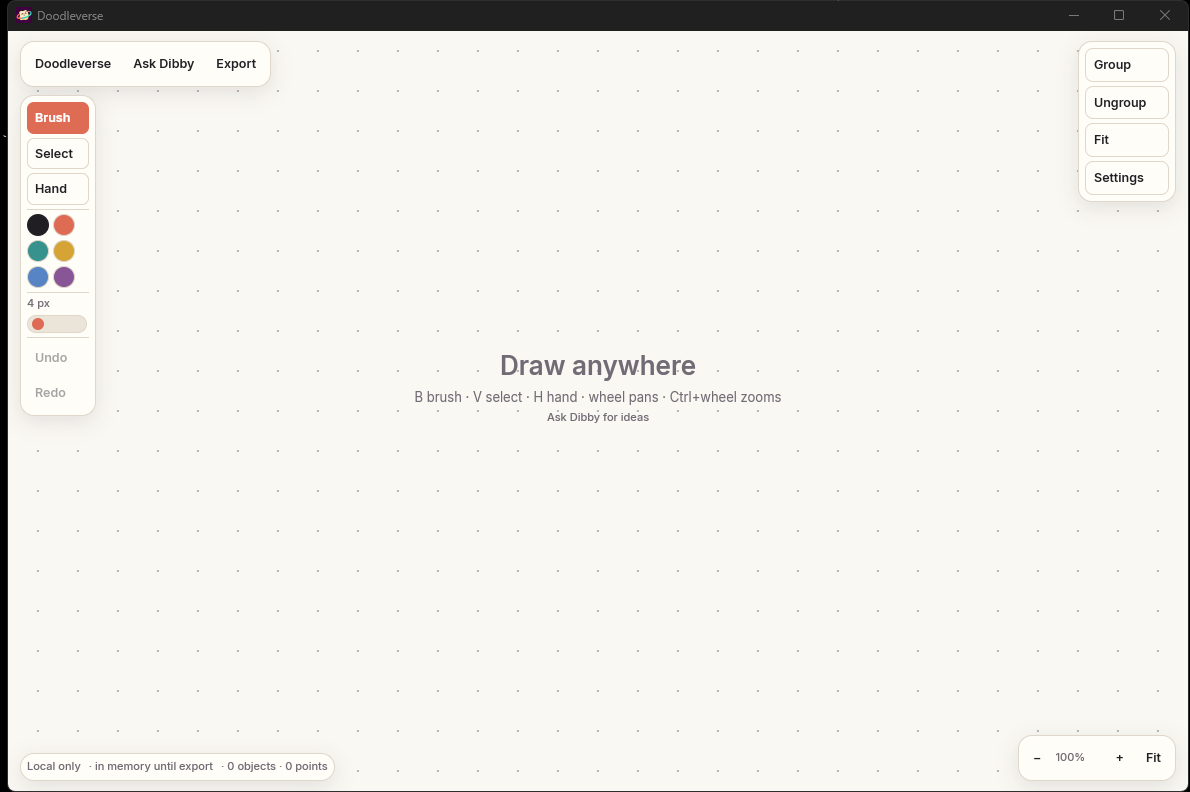 Doodleverse
Doodleverse Ask Dibby Export
Brush
Select
Hand
4 px
Undo
Redo
Group
Ungroup
Fit
Settings
Draw anywhere
B brush · V select · H hand · wheel pans · Ctrl+wheel zooms
Ask Dibby for ideas
Local only · in memory until export · 0 objects · 0 points
– 100% + Fit